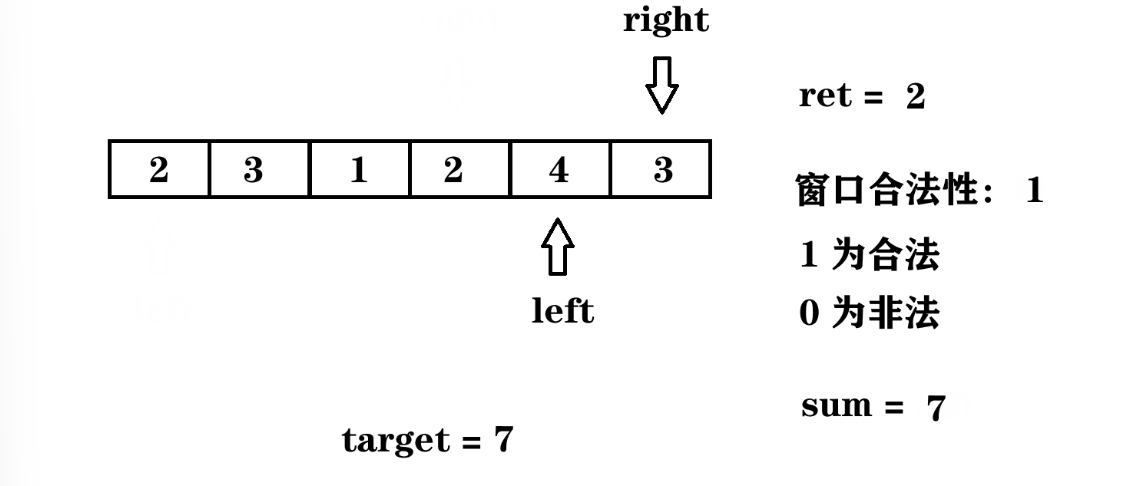 right
ret = 2
2 3 1 2 4 3
窗口合法性： 1
1 为合法
0 为非法
left
sum = 7
target = 7